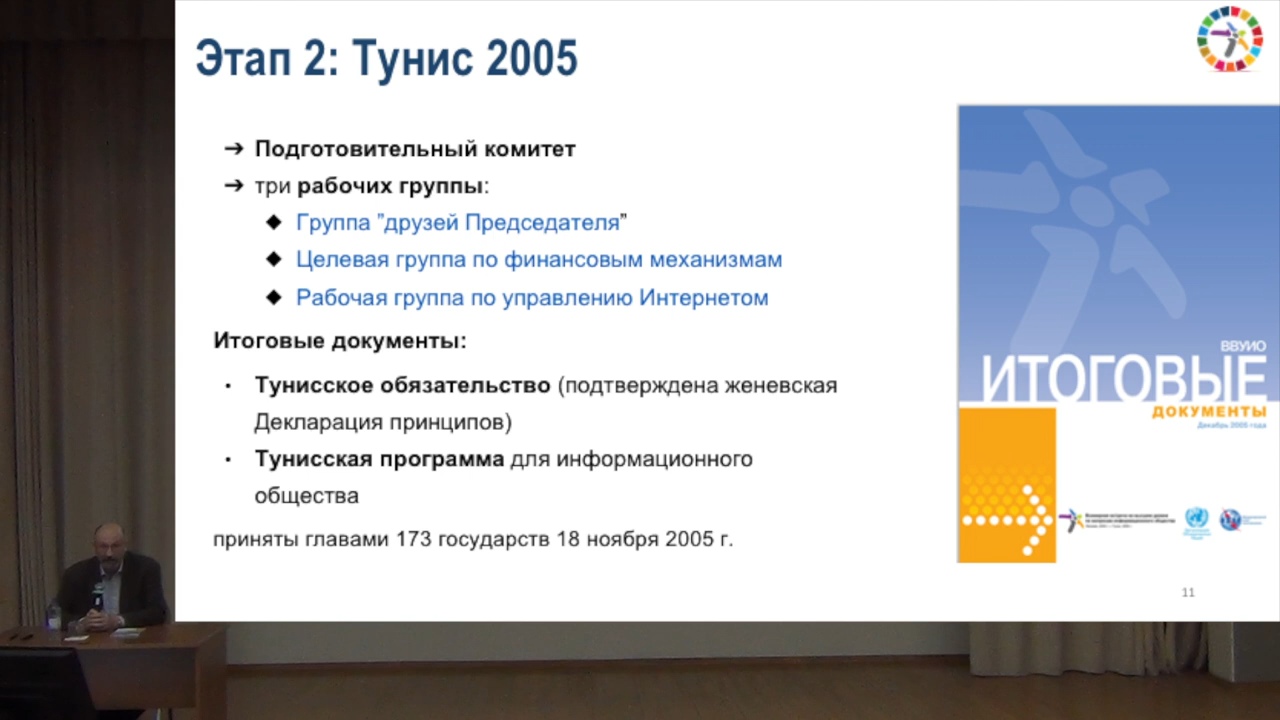 Этап 2: Тунис 2005
➔ Подготовительный комитет
➔ три рабочих группы:
◆ Группа "друзей Председателя”
◆ Целевая группа по финансовым механизмам
◆ Рабочая группа по управлению Интернетом
Итоговые документы:
• Тунисское обязательство (подтверждена женевская
Декларация принципов)
• Тунисская программа для информационного
общества
приняты главами 173 государств 18 ноября 2005 г.
ВВУИО
ИТОГОВЫЕ
ДОКУМЕНТЫ
Декабрь 2005 года
11